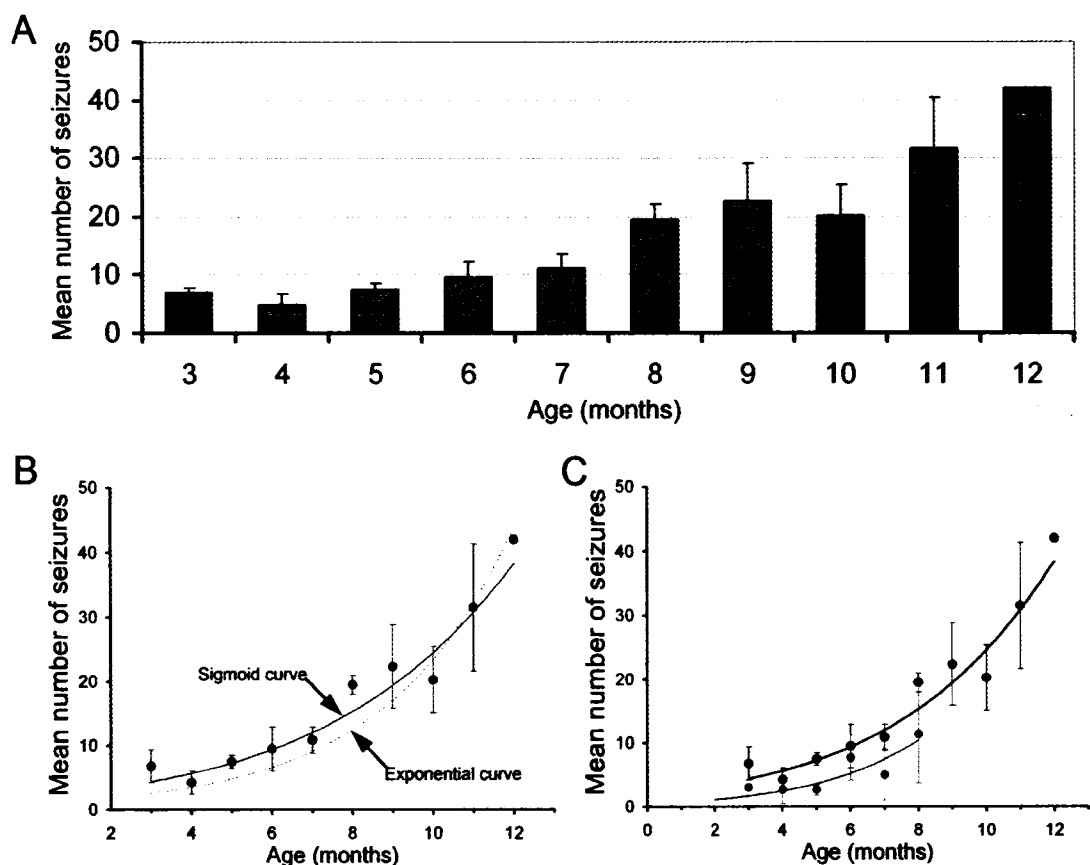 A
Mean number of seizures
50
40
30
20
10
0
3 4 5 6 7 8 9 10 11 12
Age (months)
B
Mean number of seizures
50
40
30
20
10
0
Sigmoid curve
Exponential curve
2 4 6 8 10 12
Age (months)
C
Mean number of seizures
50
40
30
20
10
0
0 2 4 6 8 10 12
Age (months)